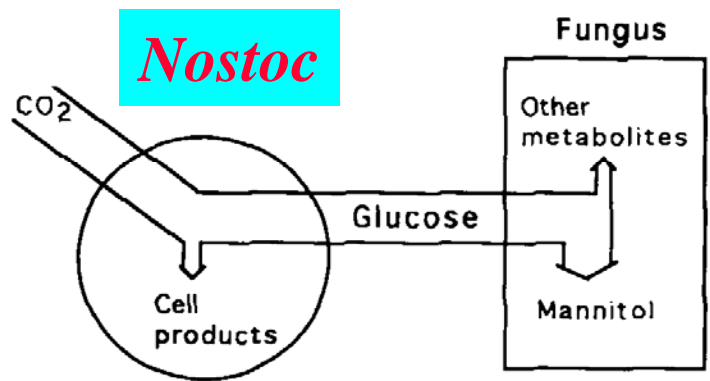 Nostoc
Fungus
CO2
Other
metabolites
Glucose
Cell
products
Mannitol